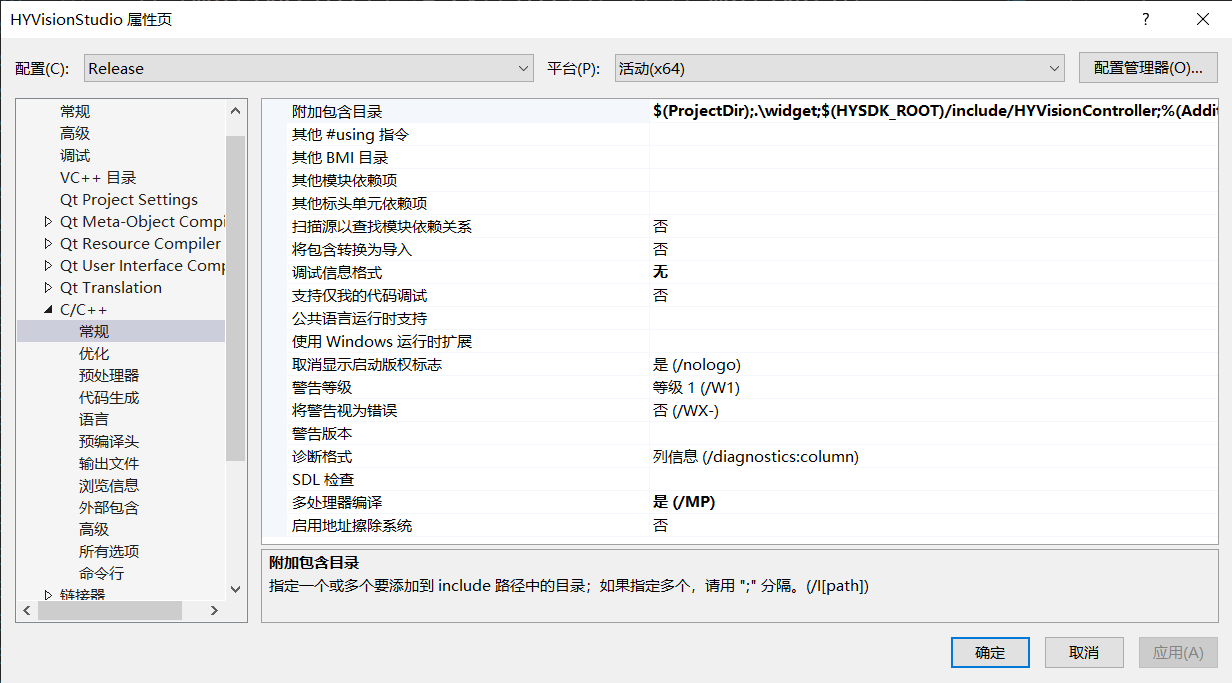 HYVisionStudio 属性页
配置(C): Release 平台(P): 活动(x64) 配置管理器(O)...
常规
高级
调试
VC++ 目录
Qt Project Settings
Qt Meta-Object Compi
Qt Resource Compiler
Qt User Interface Comp
Qt Translation
C/C++
常规
优化
预处理器
代码生成
语言
预编译头
输出文件
浏览信息
外部包含
高级
所有选项
命令行
链接器
附加包含目录 $(ProjectDir);.\widget;$(HYSDK_ROOT)/include/HYVisionController;%(Addit
其他 #using 指令
其他 BMI 目录
其他模块依赖项
其他标头单元依赖项
扫描源以查找模块依赖关系 否
将包含转换为导入 否
调试信息格式 无
支持仅我的代码调试 否
公共语言运行时支持
使用 Windows 运行时扩展
取消显示启动版权标志 是 (/nologo)
警告等级 等级 1 (/W1)
将警告视为错误 否 (/WX-)
警告版本
诊断格式 列信息 (/diagnostics:column)
SDL 检查
多处理器编译 是 (/MP)
启用地址擦除系统 否
附加包含目录
指定一个或多个要添加到 include 路径中的目录；如果指定多个，请用 ";" 分隔。(/I[path])
确定 取消 应用(A)